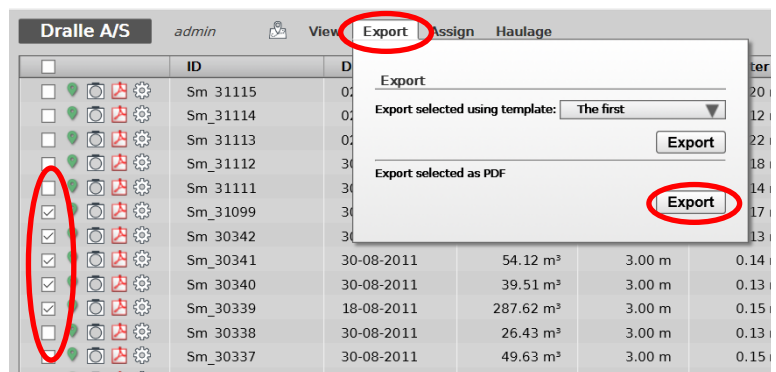 Dralle A/S admin View Export Assign Haulage
ID
Export
Sm_31115
Export selected using template: The first
Sm_31114
Sm_31113
Export
Sm_31112
Export selected as PDF
Sm_31111
Sm_31099
Export
Sm_30342
Sm_30341 30-08-2011 54.12 m³ 3.00 m 0.14
Sm_30340 30-08-2011 39.51 m³ 3.00 m 0.13
Sm_30339 18-08-2011 287.62 m³ 3.00 m 0.15
Sm_30338 30-08-2011 26.43 m³ 3.00 m 0.13
Sm_30337 30-08-2011 49.63 m³ 3.00 m 0.15